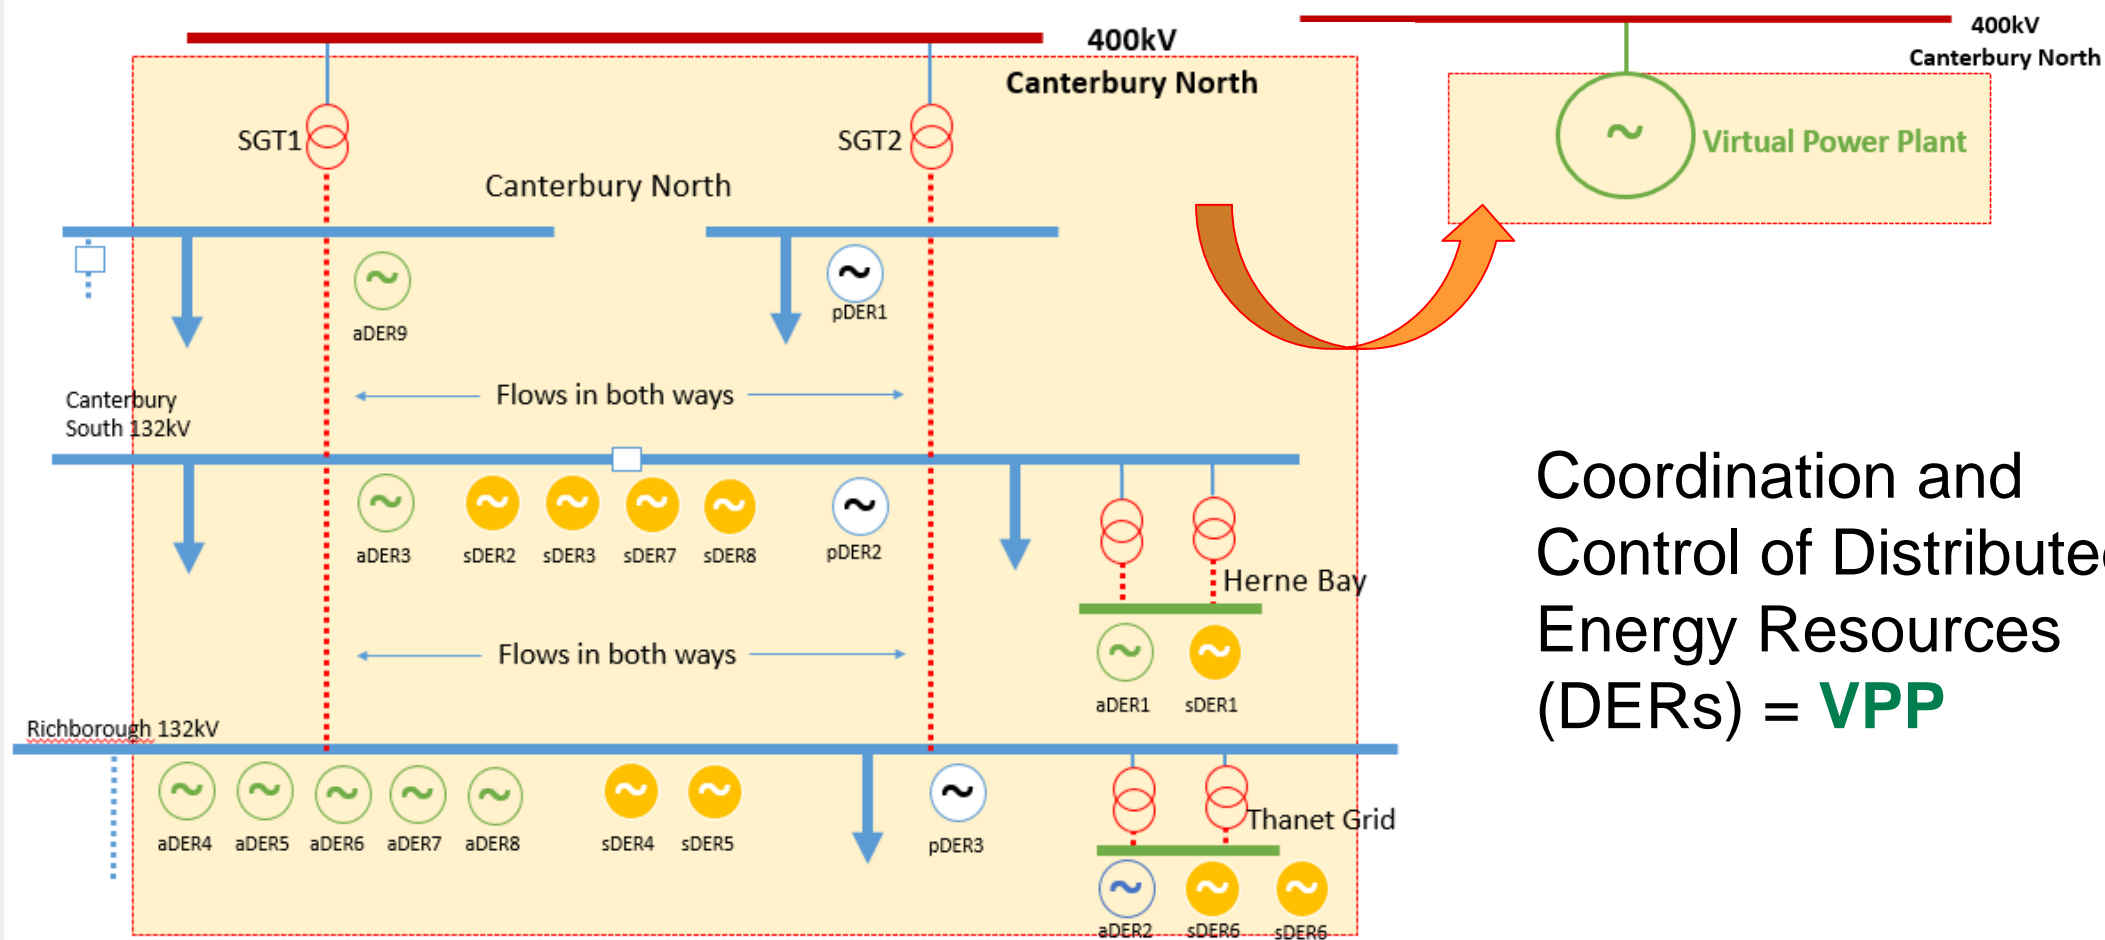 400kV
Canterbury North
SGT1
SGT2
Canterbury North
aDER9
pDER1
Flows in both ways
Canterbury
South 132kV
aDER3
sDER2
sDER3
sDER7
sDER8
pDER2
Herne Bay
Flows in both ways
aDER1
sDER1
Richborough 132kV
aDER4
aDER5
aDER6
aDER7
aDER8
sDER4
sDER5
pDER3
Thanet Grid
aDER2
sDER6
sDER6
400kV
Canterbury North
Virtual Power Plant
Coordination and
Control of Distribute
Energy Resources
(DERs) = VPP